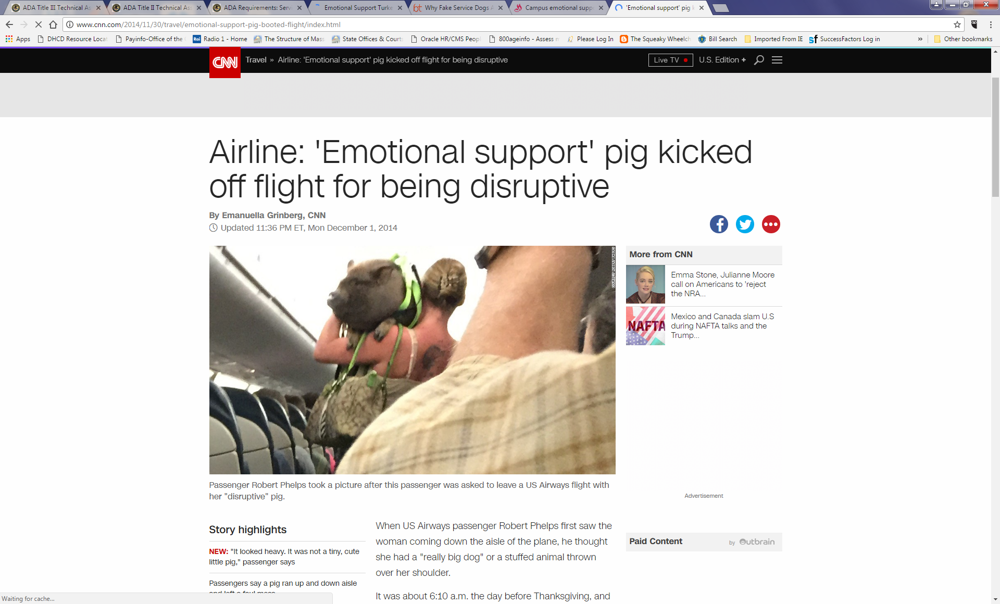 ADA Title III Technical As
ADA Title II Technical Ass
ADA Requirements: Servi
Emotional Support Turke
bt Why Fake Service Dogs A
Campus emotional supp
'Emotional support' pig k
www.cnn.com/2014/11/30/travel/emotional-support-pig-booted-flight/index.html
Apps
DHCD Resource Locat
Payinfo-Office of the
Rai Radio 1 - Home
The Structure of Mass
State Offices & Courts
Oracle HR/CMS Peopl
800ageinfo - Assess m
Please Log In
The Squeaky Wheelch
Bill Search
Imported From IE
sf SuccessFactors Log in
»
Other bookmarks
CNN
Travel » Airline: 'Emotional support' pig kicked off flight for being disruptive
Live TV
U.S. Edition +
Airline: 'Emotional support' pig kicked
off flight for being disruptive
By Emanuella Grinberg, CNN
Updated 11:36 PM ET, Mon December 1, 2014
COURTESY ROBERT PHELPS
Passenger Robert Phelps took a picture after this passenger was asked to leave a US Airways flight with
her "disruptive" pig.
More from CNN
Emma Stone, Julianne Moore
call on Americans to 'reject
the NRA...
NAFTA
Mexico and Canada slam U.S
during NAFTA talks and the
Trump...
Advertisement
Story highlights
NEW: "It looked heavy. It was not a tiny, cute
little pig," passenger says
Passengers say a pig ran up and down aisle
and left a foul mess
When US Airways passenger Robert Phelps first saw the
woman coming down the aisle of the plane, he thought
she had a "really big dog" or a stuffed animal thrown
over her shoulder.
It was about 6:10 a.m. the day before Thanksgiving, and
Paid Content
by Outbrain
Waiting for cache...